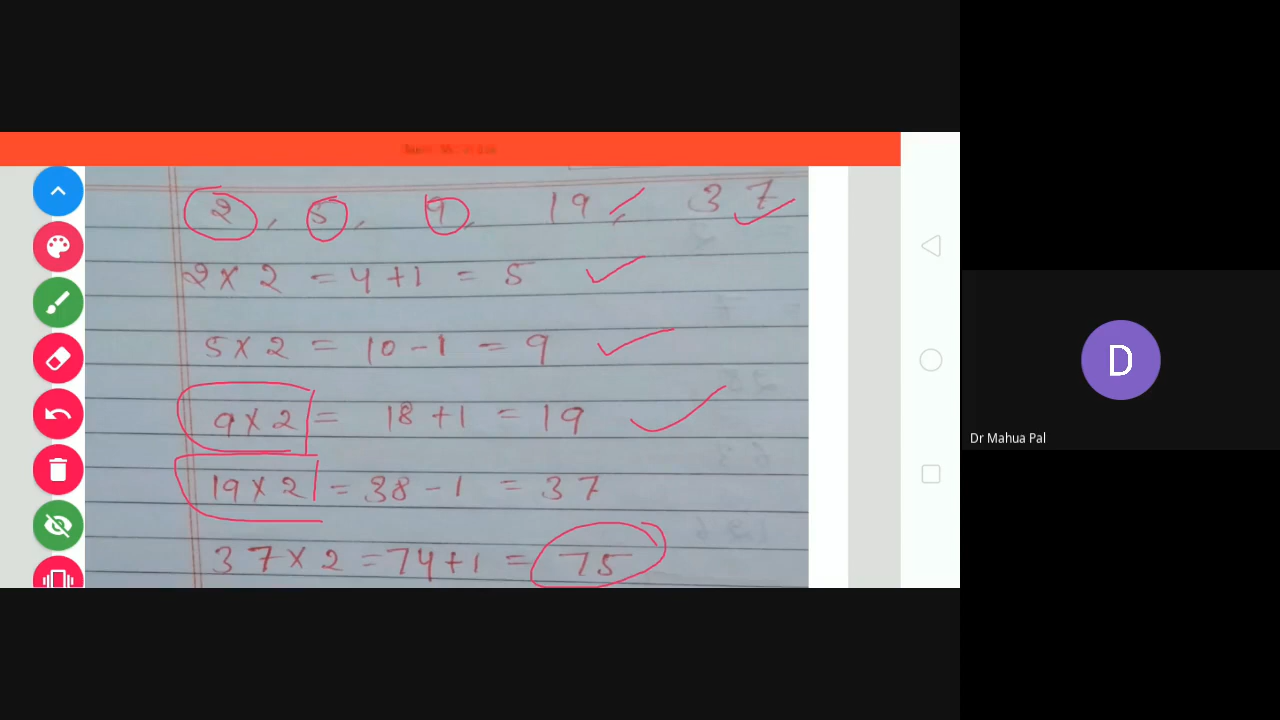 2, 5, 9, 19, 37
2 × 2 = 4 + 1 = 5
5 × 2 = 10 - 1 = 9
9 × 2 = 18 + 1 = 19
19 × 2 = 38 - 1 = 37
37 × 2 = 74 + 1 = 75
D
Dr Mahua Pal